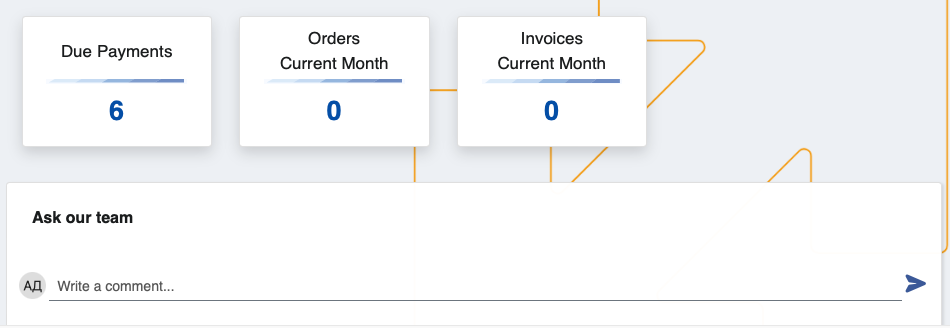 Due Payments
6
Orders
Current Month
0
Invoices
Current Month
0
Ask our team
АД
Write a comment...